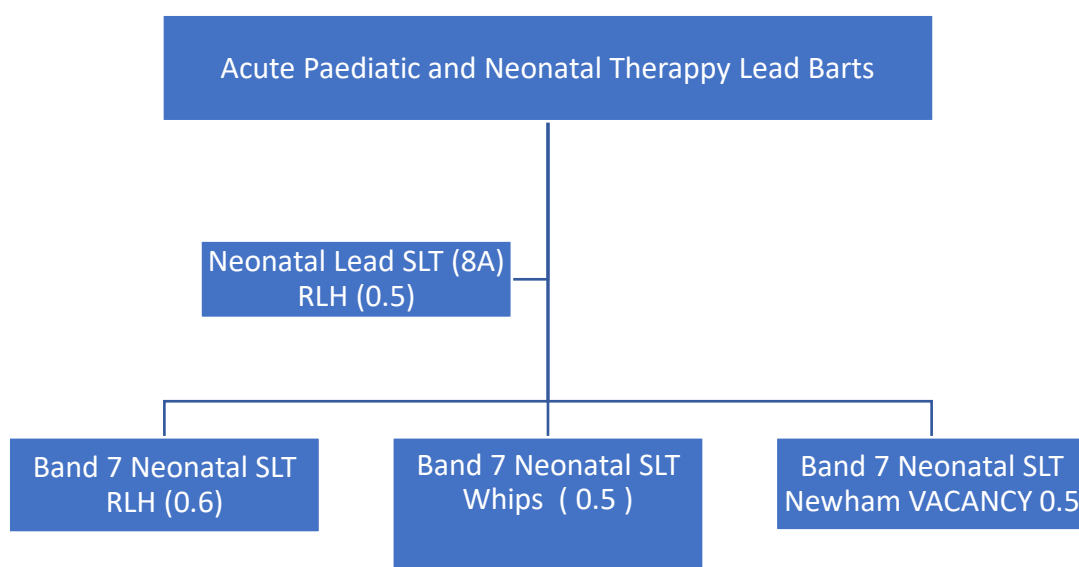 Acute Paediatic and Neonatal Therappy Lead Barts
Neonatal Lead SLT (8A)
RLH (0.5)
Band 7 Neonatal SLT
RLH (0.6)
Band 7 Neonatal SLT
Whips ( 0.5 )
Band 7 Neonatal SLT
Newham VACANCY 0.5